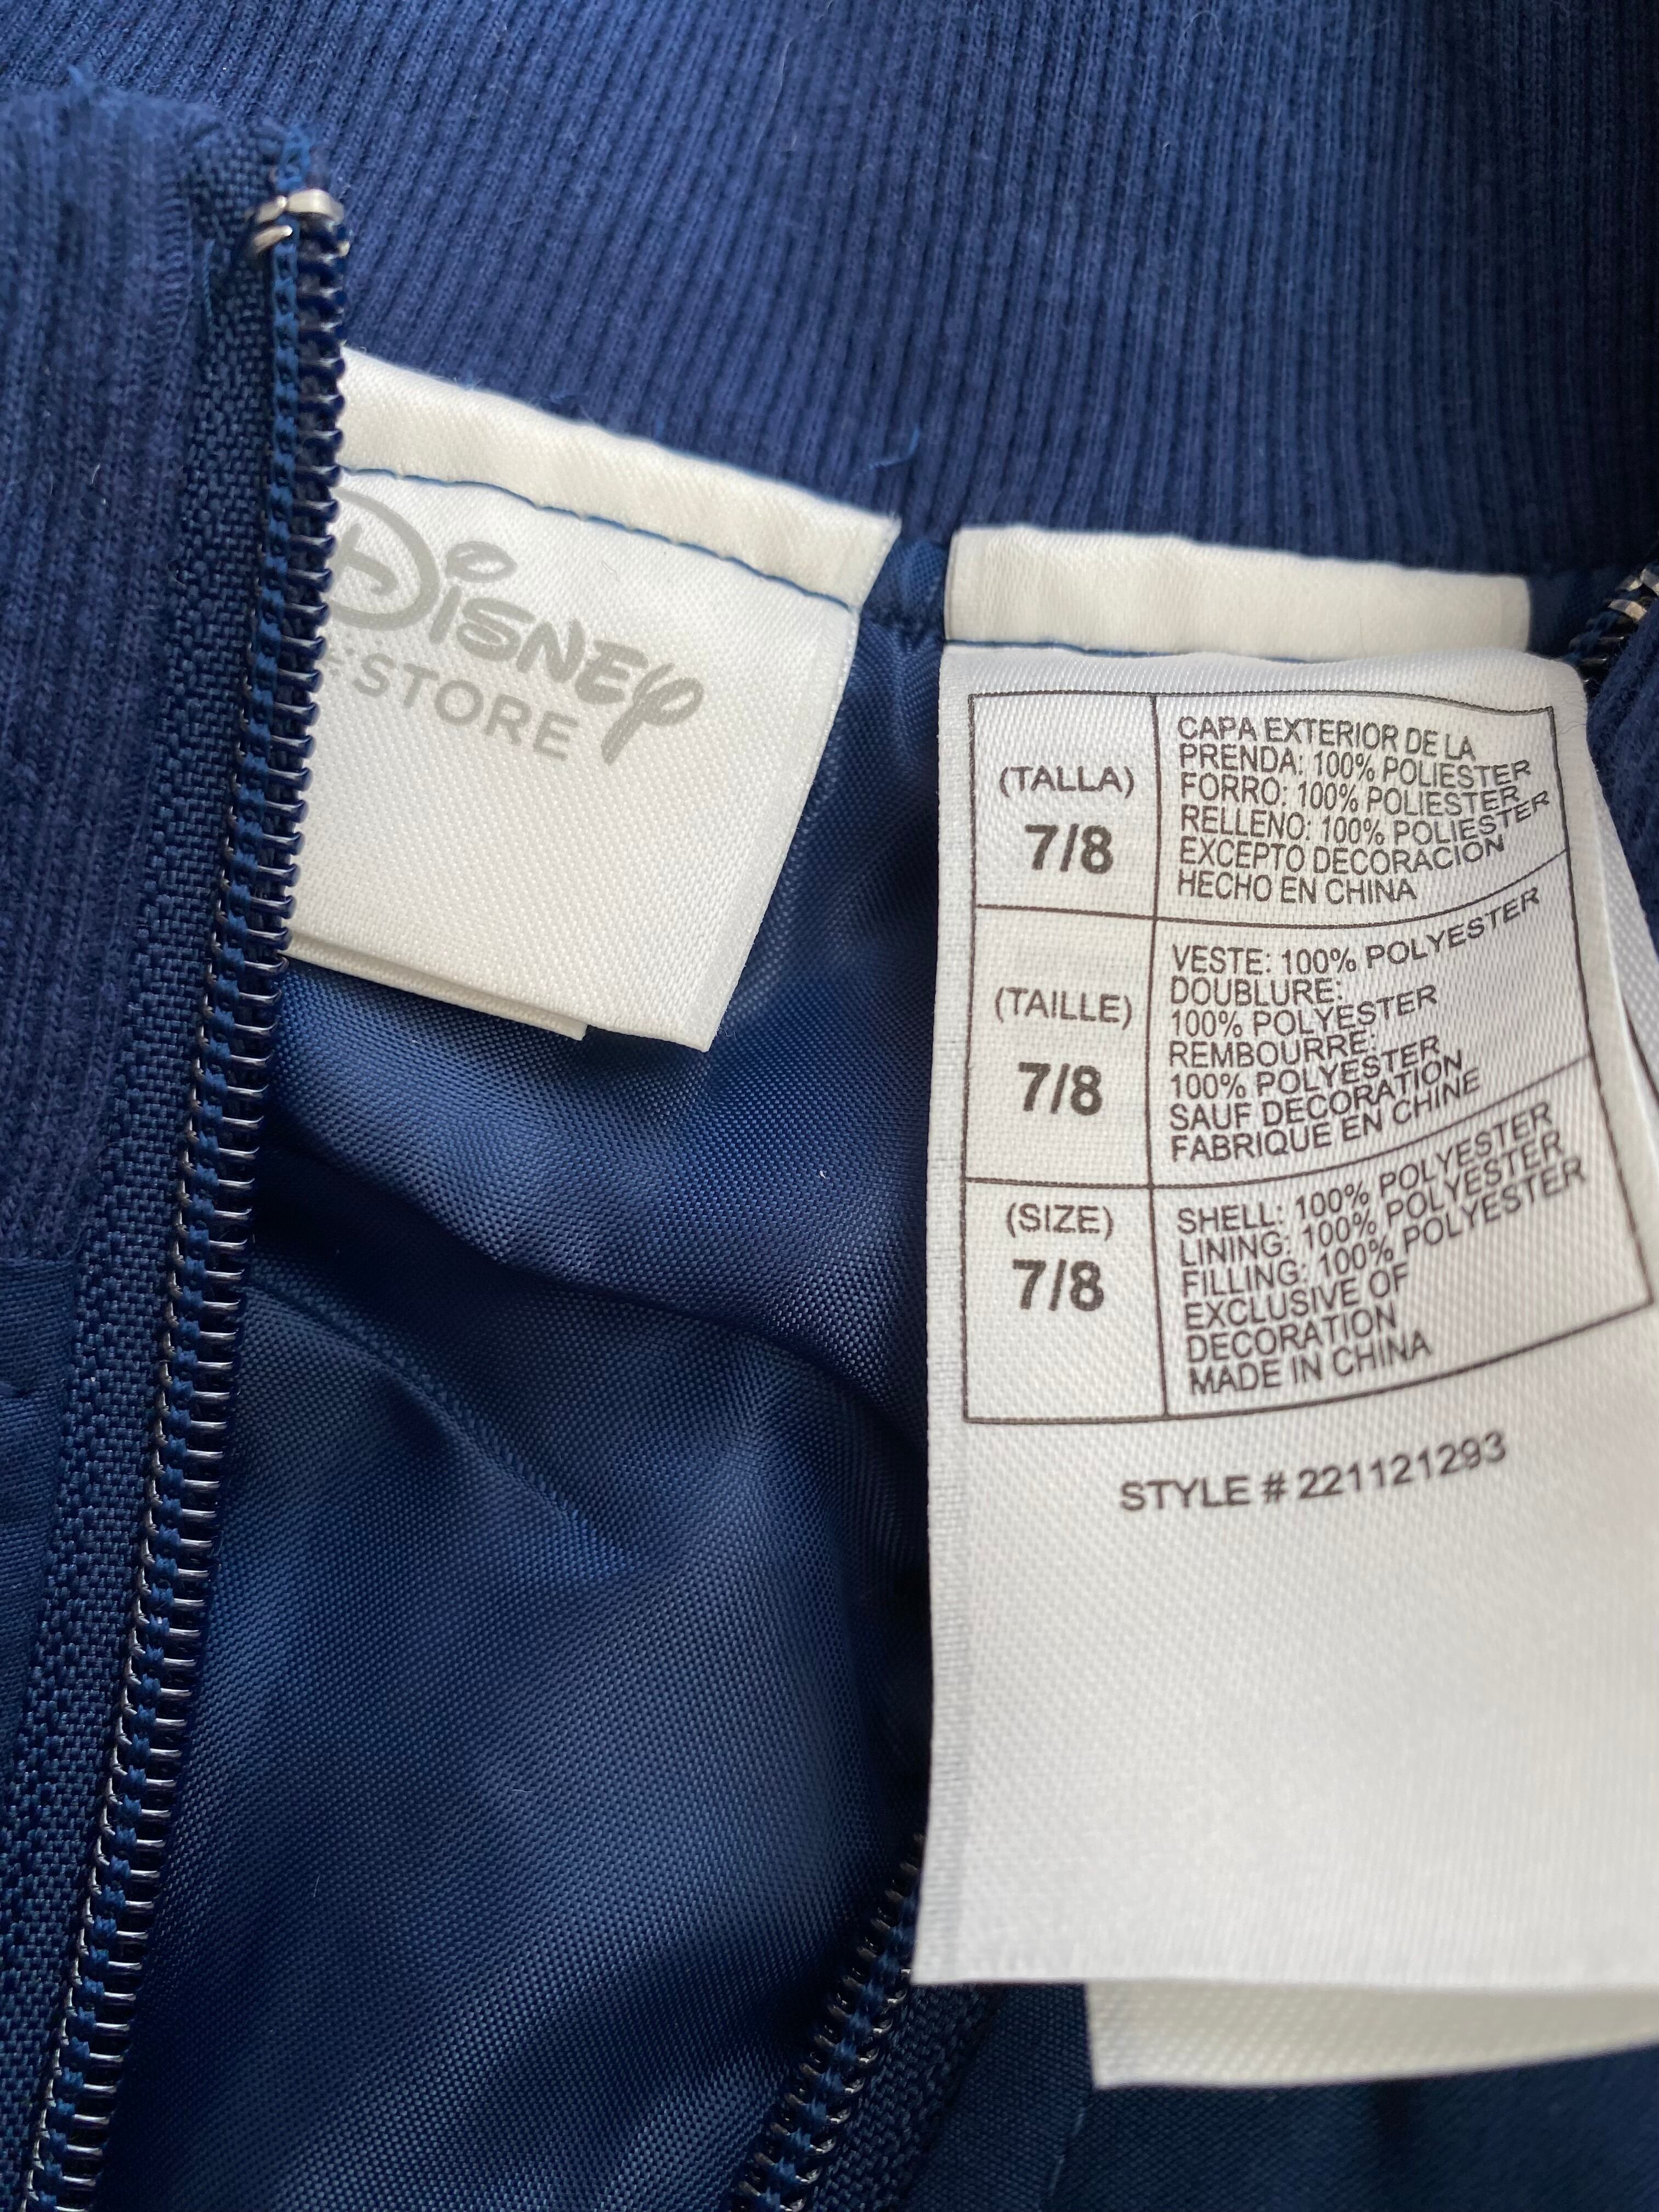 Disney
STORE
(TALLA)
7/8
CAPA EXTERIOR DE LA
PRENDA: 100% POLIESTER
FORRO: 100% POLIESTER
RELLENO: 100% POLIESTER
EXCEPTO DECORACION
HECHO EN CHINA
(TAILLE)
7/8
VESTE: 100% POLYESTER
DOUBLURE:
100% POLYESTER
REMBOURRE:
100% POLYESTER
SAUF DECORATION
FABRIQUE EN CHINE
(SIZE)
7/8
SHELL: 100% POLYESTER
LINING: 100% POLYESTER
FILLING: 100% POLYESTER
EXCLUSIVE OF
DECORATION
MADE IN CHINA
STYLE # 221121293